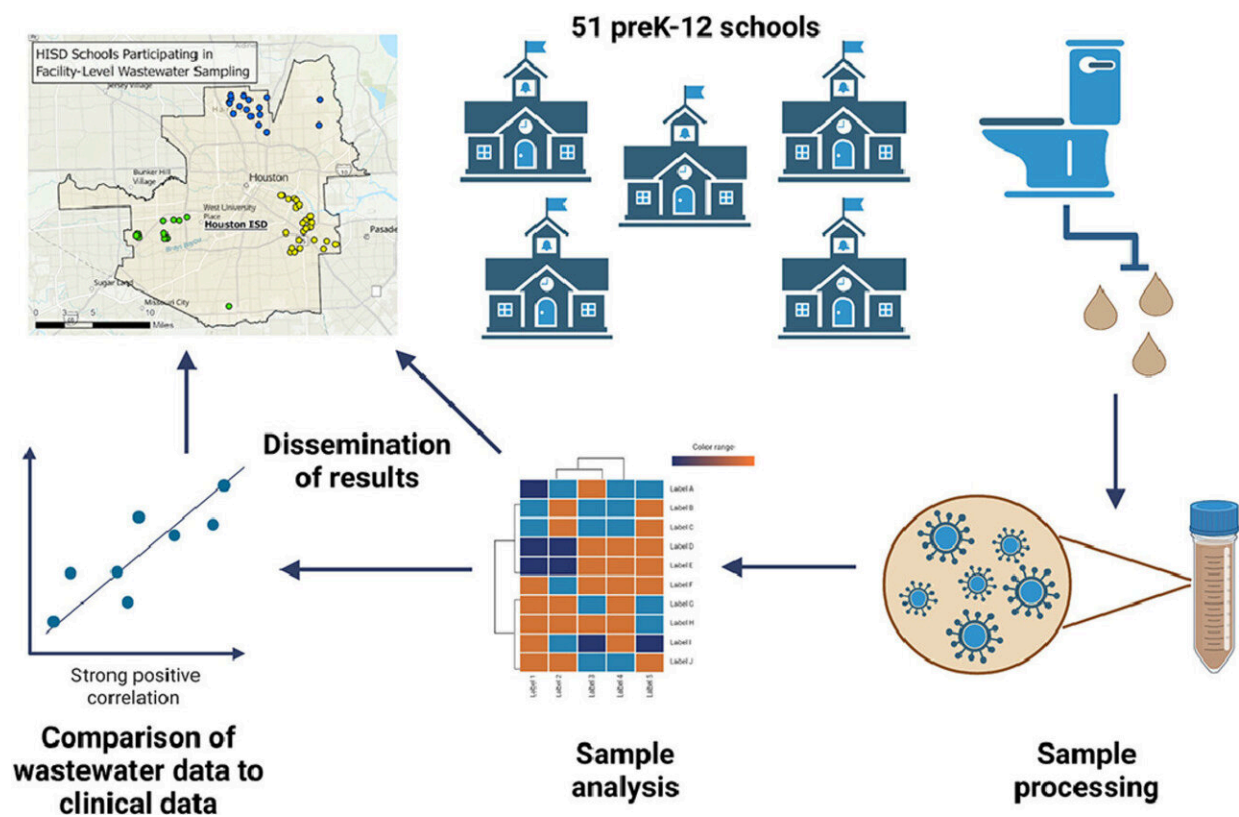 51 preK-12 schools
HISD Schools Participating in
Facility-Level Wastewater Sampling
Jersey Village
Bunker Hill
Village
Houston
West University
Place
Houston ISD
Pasade
Sugar Land
Missouri City
0
5
10
Miles
Dissemination
of results
Color range
Label A
Label B
Label C
Label D
Label E
Label F
Label G
Label H
Label I
Label J
Label 1
Label 2
Label 3
Label 4
Label 5
Strong positive
correlation
Comparison of
wastewater data to
clinical data
Sample
analysis
Sample
processing